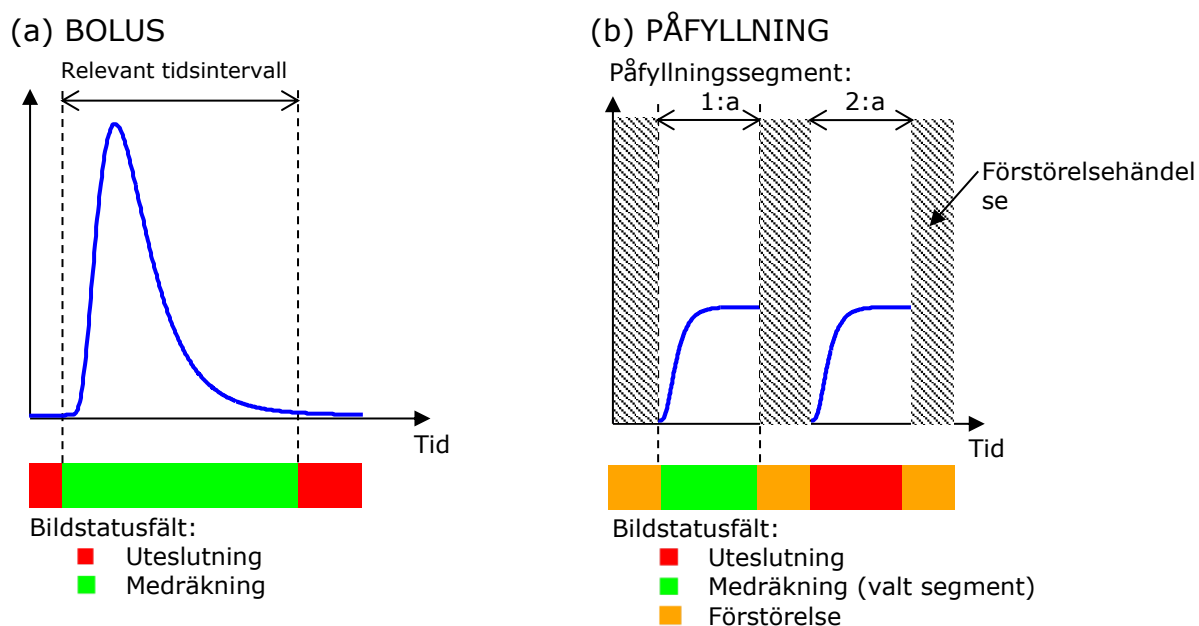 (a) BOLUS
Relevant tidsintervall
Tid
Bildstatusfält:
Uteslutning
Medräkning
(b) PÅFYLLNING
Påfyllningssegment:
1:a 2:a
Förstörelsehändel
se
Tid
Bildstatusfält:
Uteslutning
Medräkning (valt segment)
Förstörelse